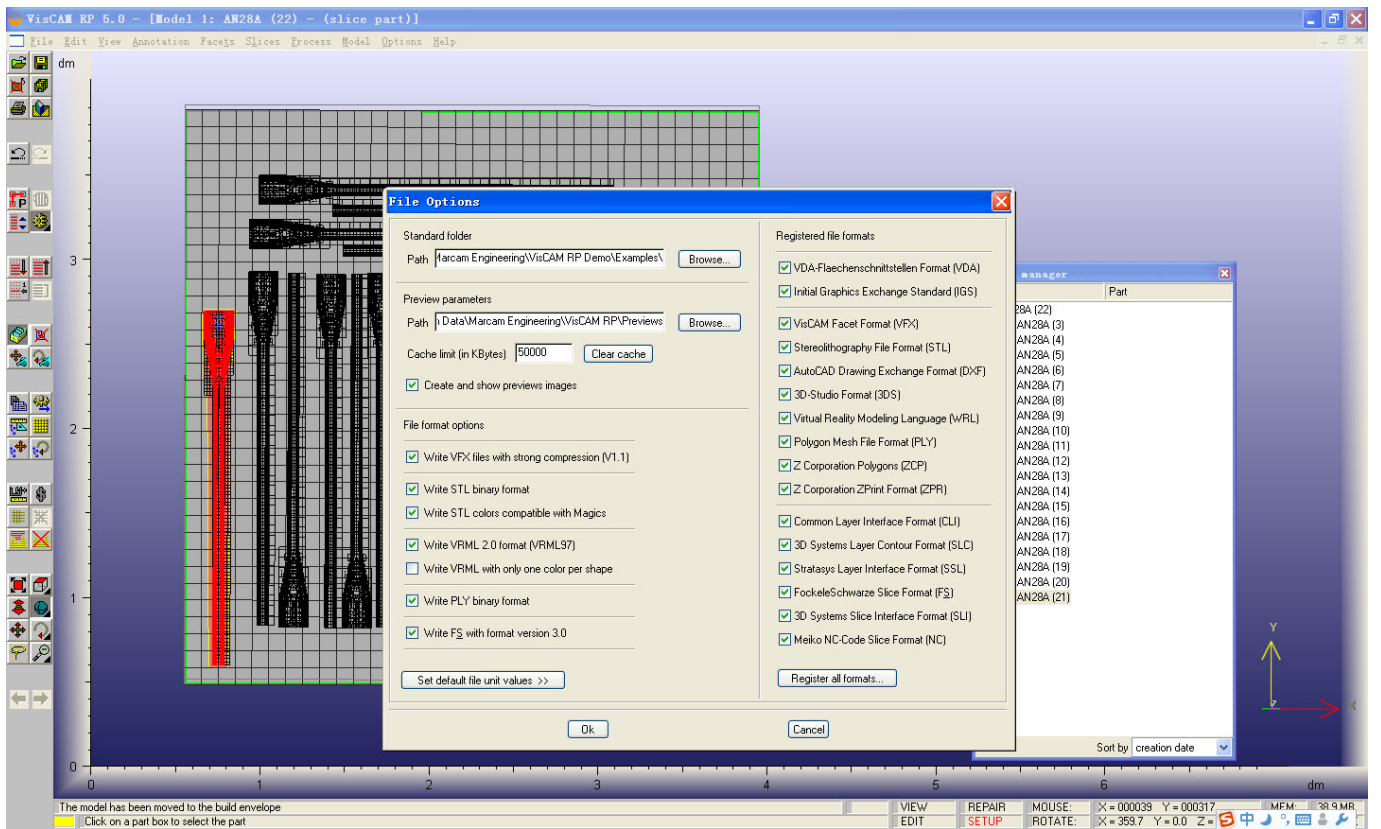 VisCAM RP 5.0 - [Model 1: AN28A (22) - (slice part)]
File Edit View Annotation Facets Slices Process Model Options Help
dm
3
2
1
0
0 1 2 3 4 5 6 dm
File Options
Standard folder
Path Marcam Engineering\VisCAM RP Demo\Examples\ Browse...
Preview parameters
Path Data\Marcam Engineering\VisCAM RP\Previews Browse...
Cache limit (in KBytes) 50000 Clear cache
Create and show previews images
File format options
Write VFX files with strong compression (V1.1)
Write STL binary format
Write STL colors compatible with Magics
Write VRML 2.0 format (VRML97)
Write VRML with only one color per shape
Write PLY binary format
Write FS with format version 3.0
Set default file unit values >>
Registered file formats
VDA-Flaechenschnittstellen Format (VDA)
Initial Graphics Exchange Standard (IGS)
VisCAM Facet Format (VFX)
Stereolithography File Format (STL)
AutoCAD Drawing Exchange Format (DXF)
3D-Studio Format (3DS)
Virtual Reality Modeling Language (WRL)
Polygon Mesh File Format (PLY)
Z Corporation Polygons (ZCP)
Z Corporation ZPrint Format (ZPR)
Common Layer Interface Format (CLI)
3D Systems Layer Contour Format (SLC)
Stratasys Layer Interface Format (SSL)
FockeleSchwarze Slice Format (FS)
3D Systems Slice Interface Format (SLI)
Meiko NC-Code Slice Format (NC)
Register all formats...
Ok Cancel
manager
Part
28A (22)
AN28A (3)
AN28A (4)
AN28A (5)
AN28A (6)
AN28A (7)
AN28A (8)
AN28A (9)
AN28A (10)
AN28A (11)
AN28A (12)
AN28A (13)
AN28A (14)
AN28A (15)
AN28A (16)
AN28A (17)
AN28A (18)
AN28A (19)
AN28A (20)
AN28A (21)
Sort by creation date
Y
Z
X
The model has been moved to the build envelope VIEW REPAIR MOUSE: X = 000039 Y = 000317 MEM: 38.9 MB
Click on a part box to select the part EDIT SETUP ROTATE: X = 359.7 Y = 0.0 Z = 中